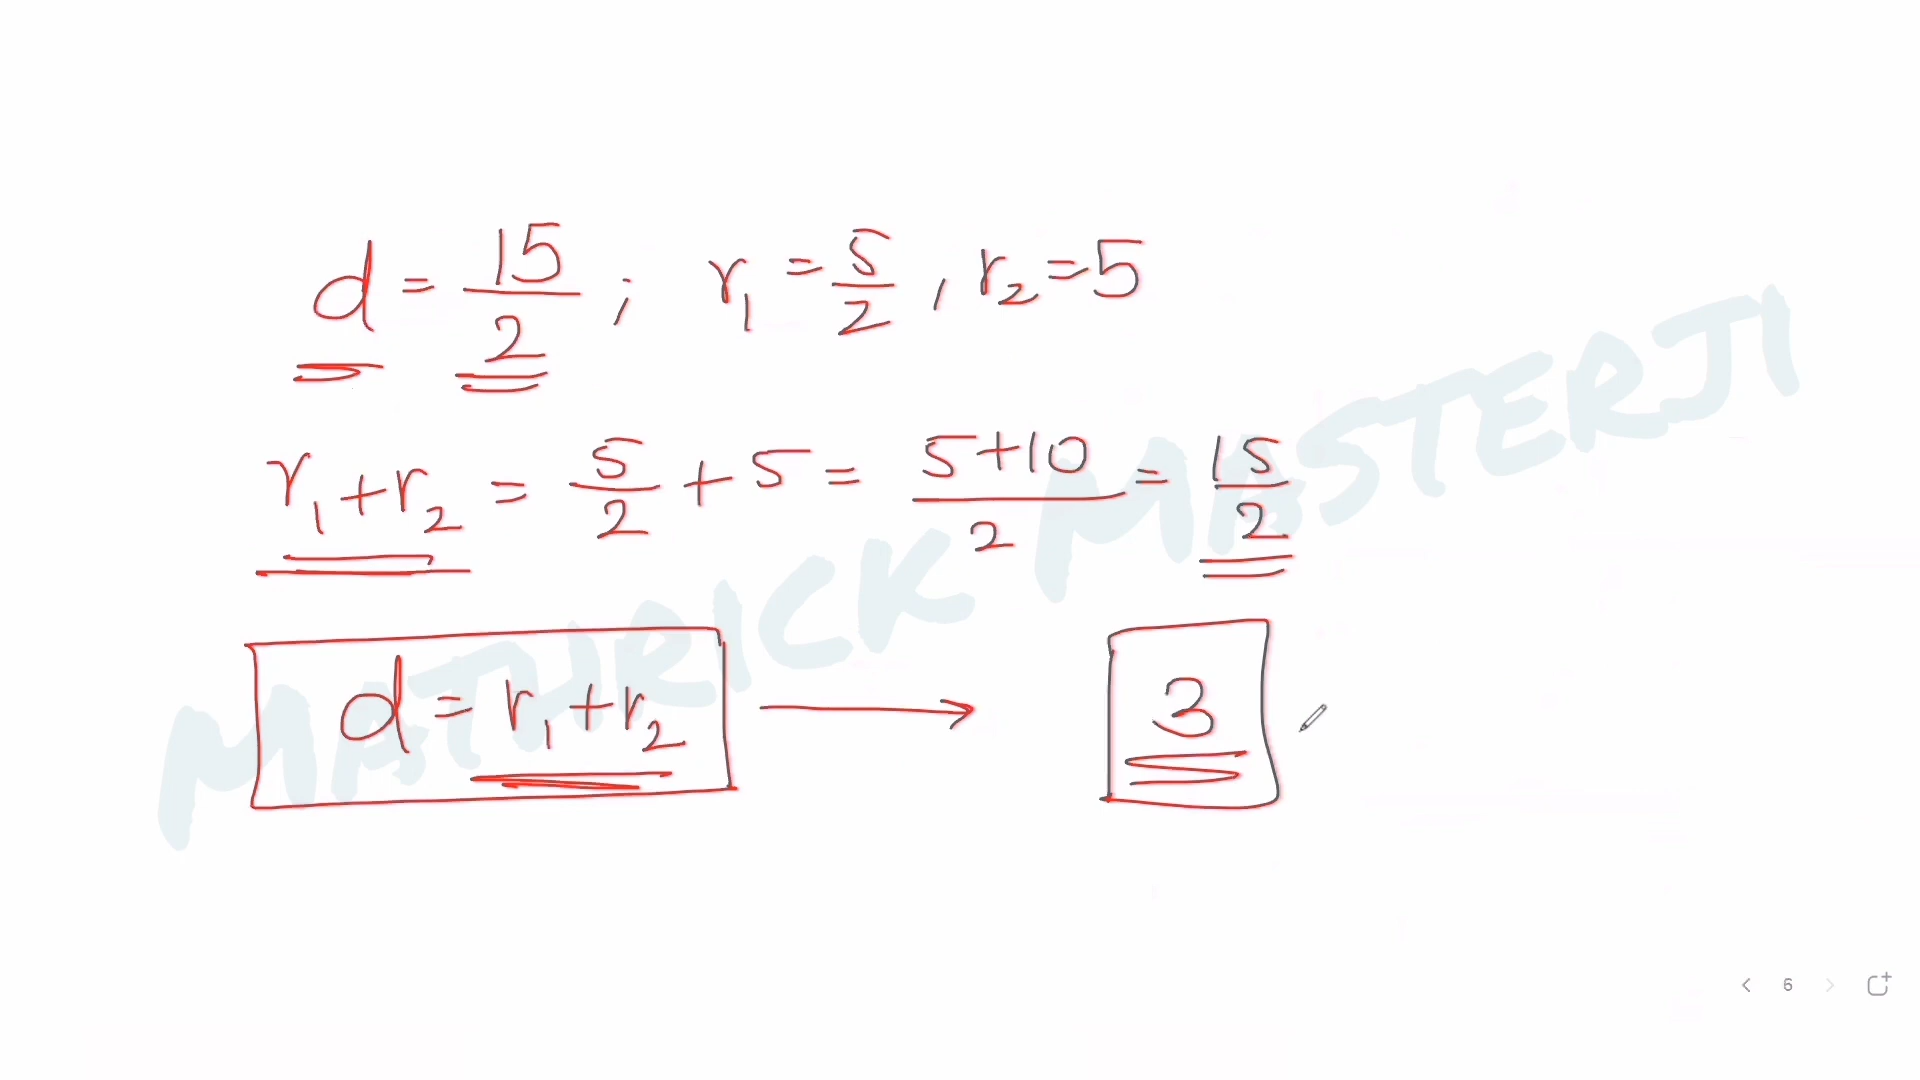 d = 15/2 ; r₁ = 5/2 , r₂ = 5
r₁ + r₂ = 5/2 + 5 = (5+10)/2 = 15/2
d = r₁ + r₂ → 3
MATHRICK MASTERJI
< 6 >